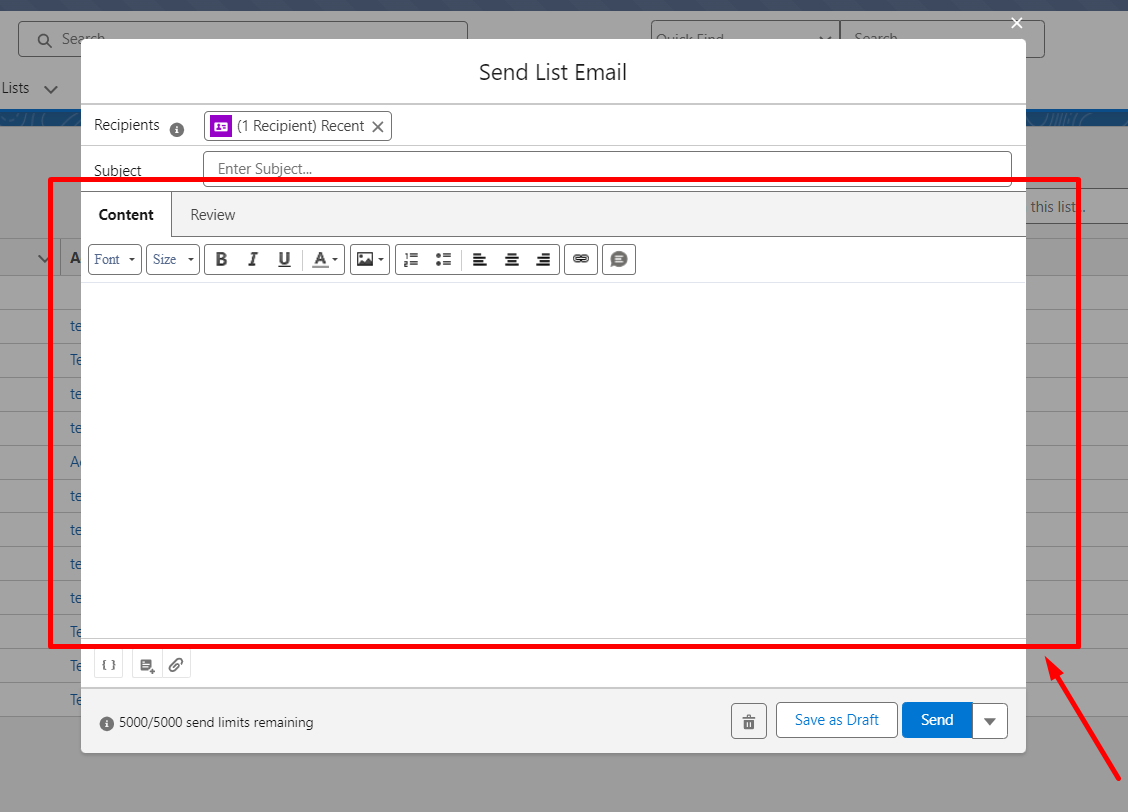 Search
Quick Find
Search
Lists
Send List Email
Recipients
(1 Recipient) Recent
Subject
Enter Subject...
this list...
Content
Review
A
Font
Size
B I U A
te
Te
te
te
Ac
te
te
te
te
Te
Te
Te
{ }
5000/5000 send limits remaining
Save as Draft
Send